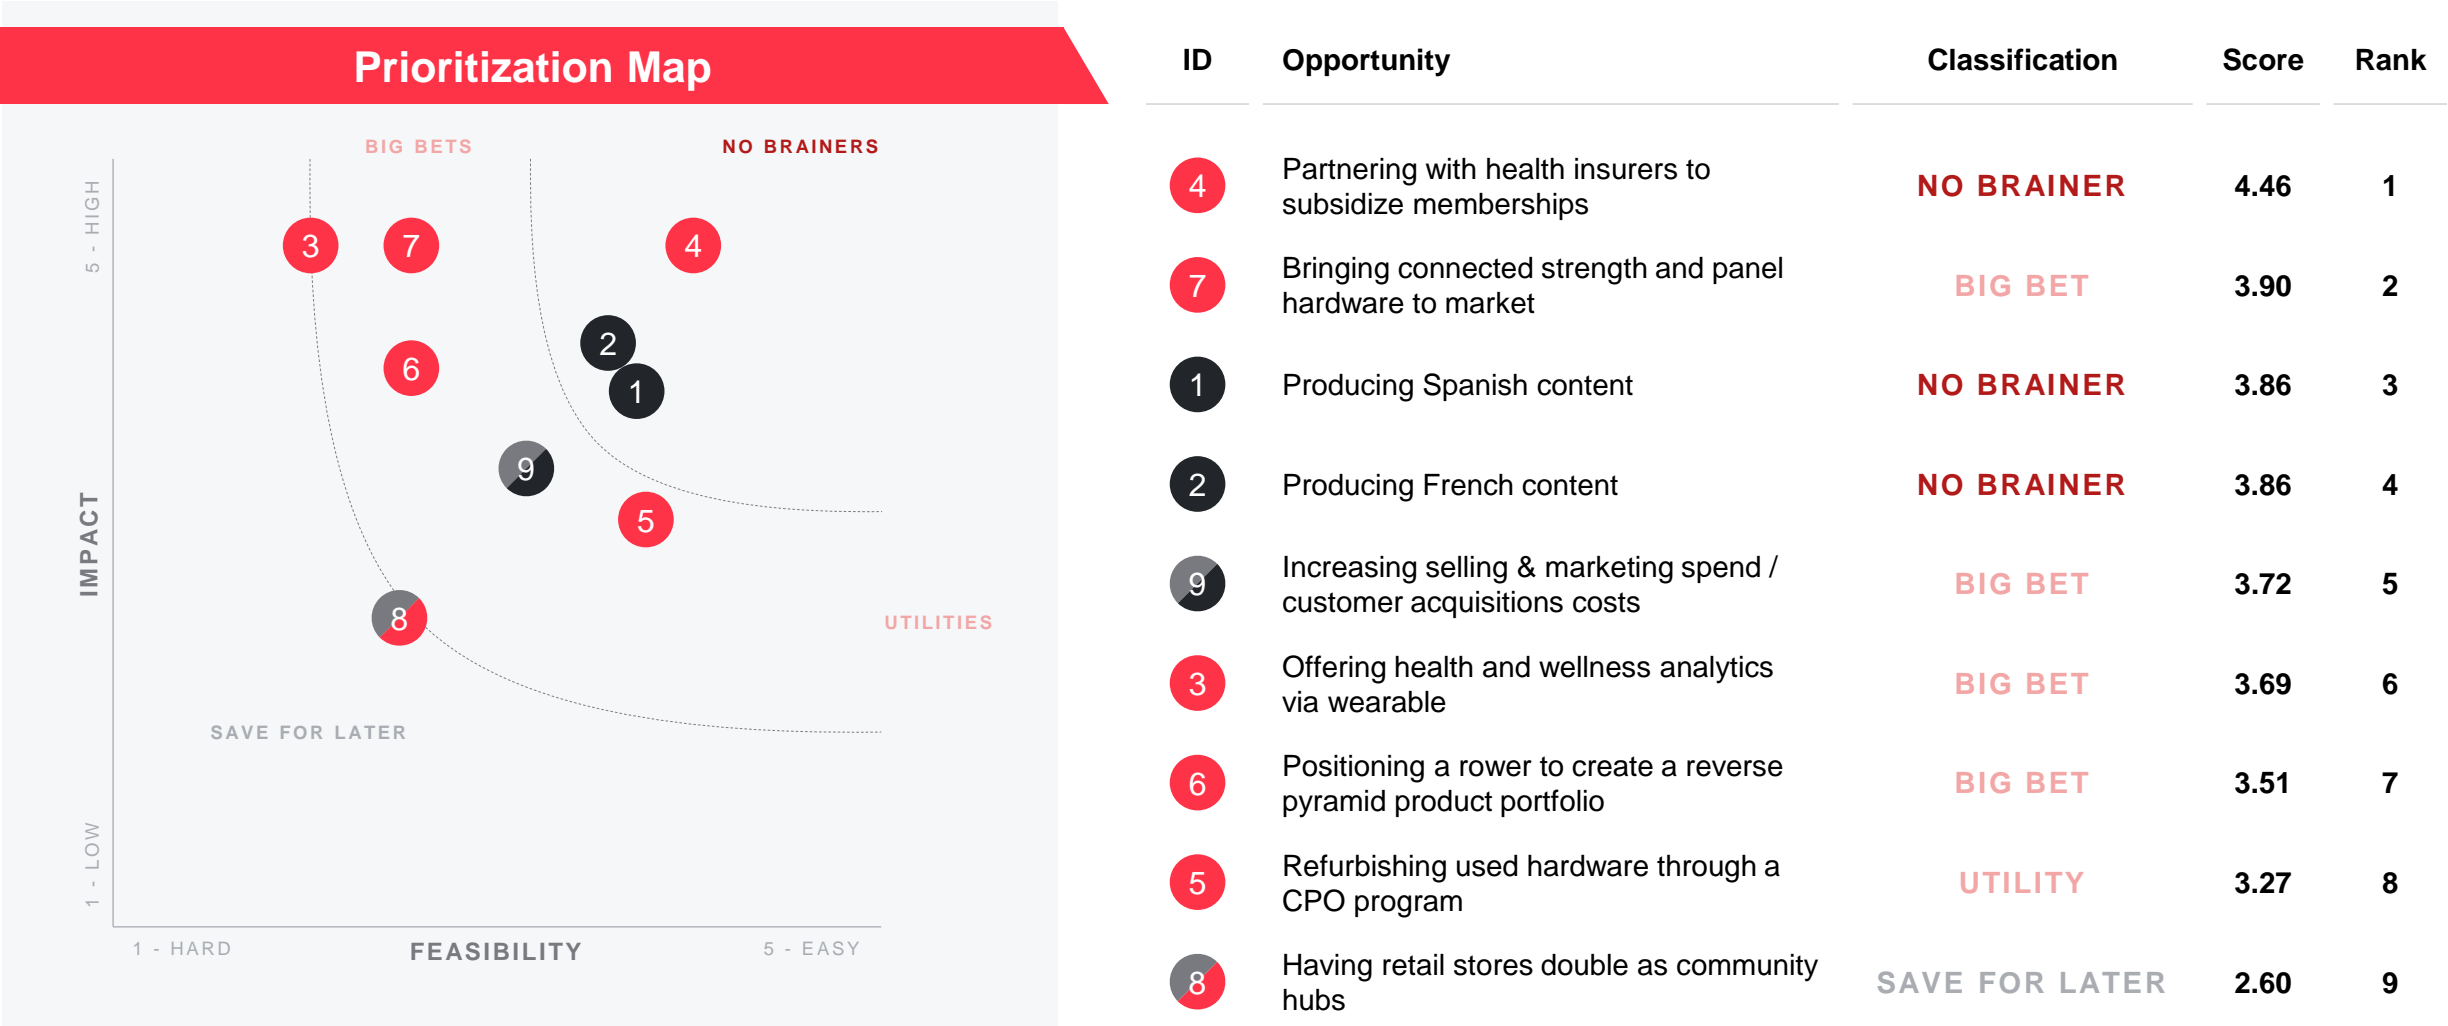 Prioritization Map
BIG BETS
NO BRAINERS
5 - HIGH
3
7
4
2
6
1
9
5
IMPACT
8
UTILITIES
SAVE FOR LATER
1 - LOW
1 - HARD
FEASIBILITY
5 - EASY
ID Opportunity Classification Score Rank
4 Partnering with health insurers to
subsidize memberships
NO BRAINER 4.46 1
7 Bringing connected strength and panel
hardware to market
BIG BET 3.90 2
1 Producing Spanish content NO BRAINER 3.86 3
2 Producing French content NO BRAINER 3.86 4
9 Increasing selling & marketing spend /
customer acquisitions costs
BIG BET 3.72 5
3 Offering health and wellness analytics
via wearable
BIG BET 3.69 6
6 Positioning a rower to create a reverse
pyramid product portfolio
BIG BET 3.51 7
5 Refurbishing used hardware through a
CPO program
UTILITY 3.27 8
8 Having retail stores double as community
hubs
SAVE FOR LATER 2.60 9